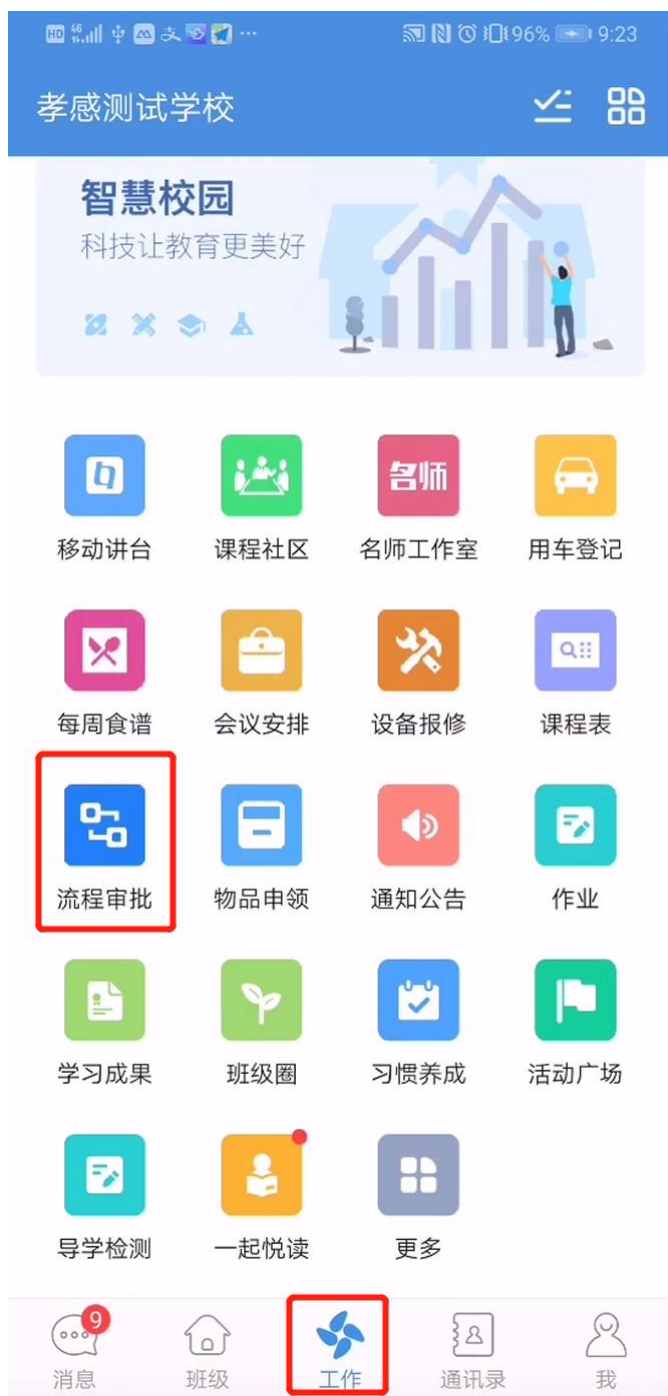 HD 4G 96% 9:23
孝感测试学校
智慧校园
科技让教育更美好
名师
移动讲台 课程社区 名师工作室 用车登记
每周食谱 会议安排 设备报修 课程表
流程审批 物品申领 通知公告 作业
学习成果 班级圈 习惯养成 活动广场
导学检测 一起悦读 更多
9
消息 班级 工作 通讯录 我